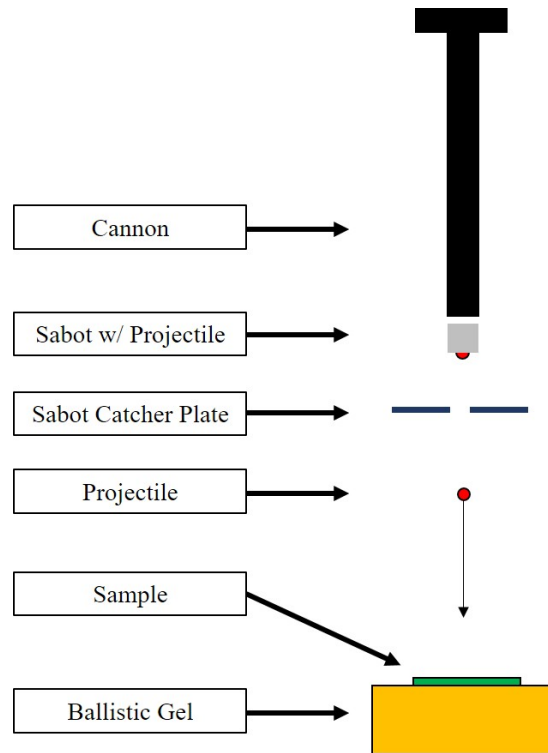 Cannon
Sabot w/ Projectile
Sabot Catcher Plate
Projectile
Sample
Ballistic Gel